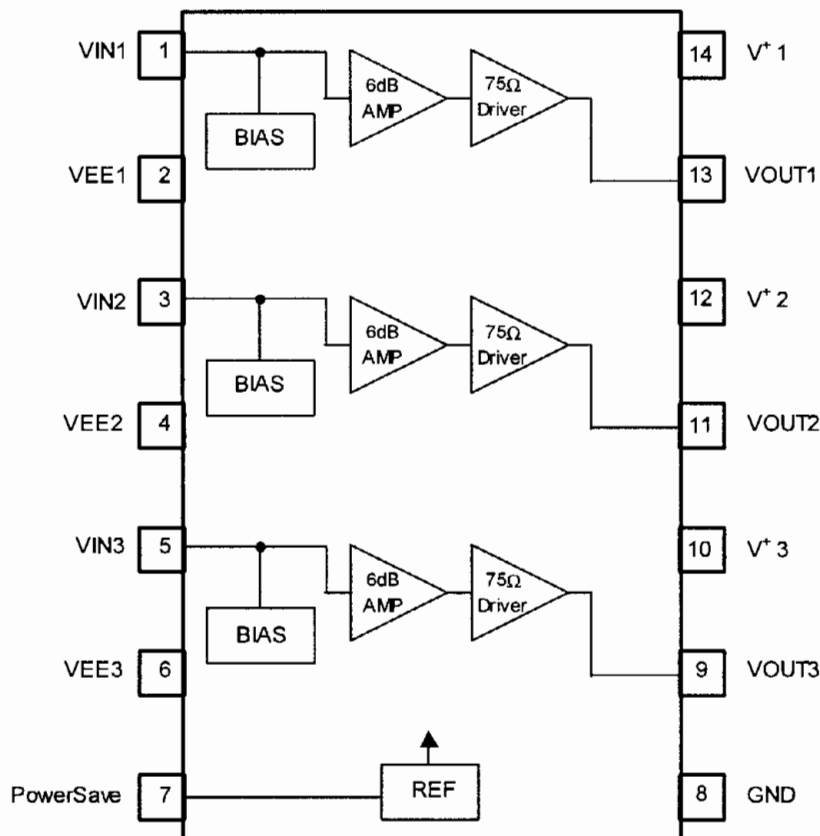 VIN1 1 6dB AMP 75Ω Driver 14 V+ 1
BIAS
VEE1 2 13 VOUT1
VIN2 3 6dB AMP 75Ω Driver 12 V+ 2
BIAS
VEE2 4 11 VOUT2
VIN3 5 6dB AMP 75Ω Driver 10 V+ 3
BIAS
VEE3 6 9 VOUT3
PowerSave 7 REF 8 GND